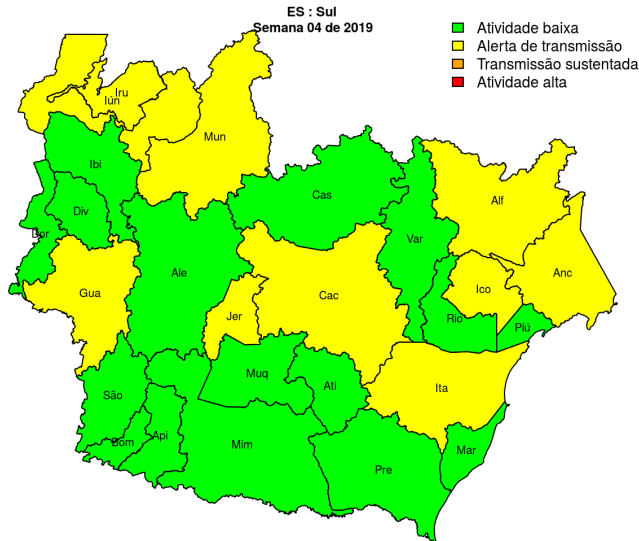 ES : Sul
Semana 04 de 2019
Atividade baixa
Alerta de transmissão
Transmissão sustentada
Atividade alta
Iru
Iún
Mun
Ibi
Cas
Alf
Div
Dor
Var
Ale
Anc
Gua
Cac
Ico
Jer
Rio
Piú
Muq
Ati
Ita
São
Api
Bom
Mim
Mar
Pre